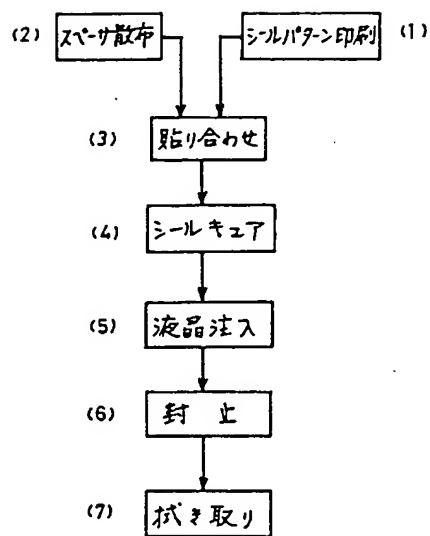 (2) スペーサ散布 シールパターン印刷 (1)
(3) 貼り合わせ
(4) シールキュア
(5) 液晶注入
(6) 封止
(7) 拭き取り